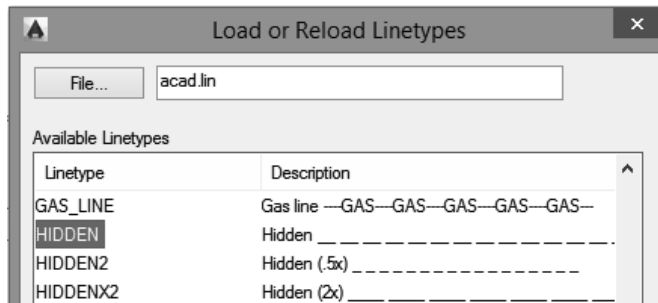 Load or Reload Linetypes
File... acad.lin
Available Linetypes
Linetype Description
GAS_LINE Gas line ----GAS----GAS----GAS----GAS----GAS--
HIDDEN Hidden __ __ __ __ __ __ __ __ __ __ __ __ __ __.
HIDDEN2 Hidden (.5x) _ _ _ _ _ _ _ _ _ _ _ _ _ _ _ _ _
HIDDENX2 Hidden (2x) ____ ____ ____ ____ ____ ____ ____